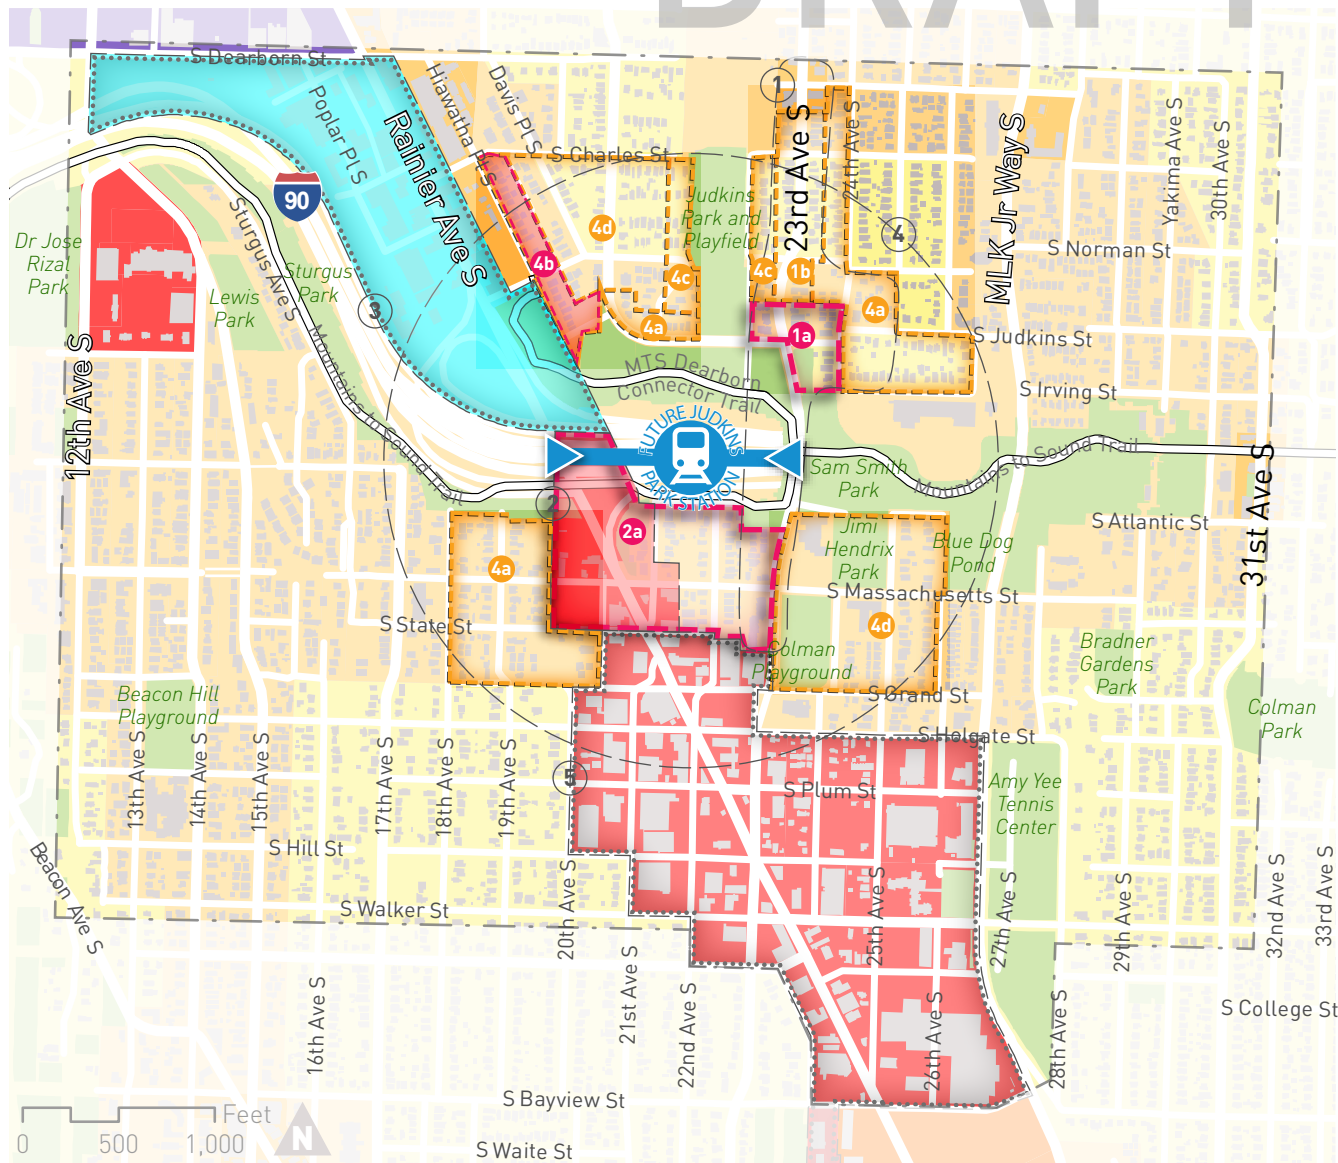 DRAFT
S Dearborn St
Poplar Pl S
Rainier Ave S
Hiawatha Pl S
Davis Pl S
S Charles St
1
23rd Ave S
24th Ave S
MLK Jr Way S
Yakima Ave S
30th Ave S
90
Dr Jose
Rizal
Park
Sturgus Ave S
Sturgus
Park
Lewis
Park
3
4d
4b
4c
4a
Judkins
Park and
Playfield
4c
1b
4
4a
1a
S Norman St
S Judkins St
S Irving St
12th Ave S
Mountains to Sound Trail
MTS Dearborn
Connector Trail
FUTURE JUDKINS
PARK STATION
Sam Smith
Park
Mountains to Sound Trail
31st Ave S
2
2a
4a
Jimi
Hendrix
Park
Blue Dog
Pond
S Atlantic St
S Massachusetts St
4d
S State St
Colman
Playground
Bradner
Gardens
Park
Beacon Hill
Playground
S Grand St
Colman
Park
S Holgate St
13th Ave S
14th Ave S
15th Ave S
17th Ave S
18th Ave S
19th Ave S
5
S Plum St
Amy Yee
Tennis
Center
S Hill St
Beacon Ave S
S Walker St
20th Ave S
25th Ave S
27th Ave S
29th Ave S
32nd Ave S
33rd Ave S
16th Ave S
21st Ave S
22nd Ave S
26th Ave S
28th Ave S
S College St
S Bayview St
S Waite St
Feet
0
500
1,000
N